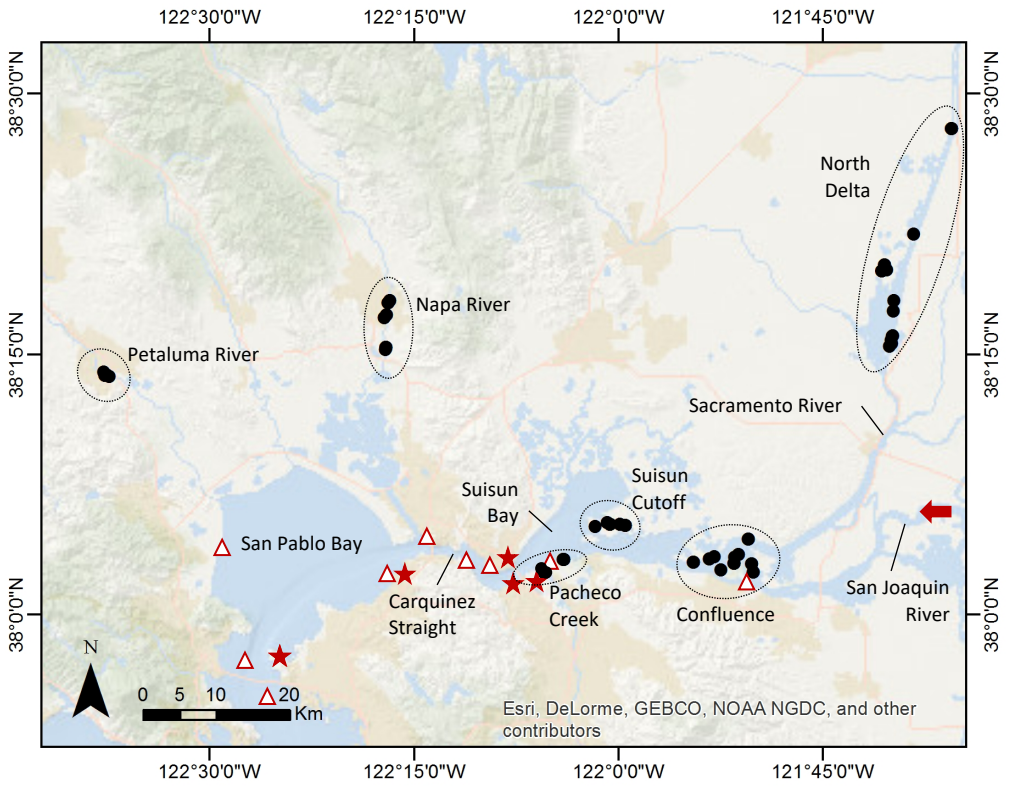 122°30'0"W 122°15'0"W 122°0'0"W 121°45'0"W
38°30'0"N 38°30'0"N
North
Delta
Napa River
Petaluma River
38°15'0"N 38°15'0"N
Sacramento River
Suisun
Bay
Suisun
Cutoff
San Pablo Bay
Carquinez
Straight
Pacheco
Creek
Confluence
San Joaquin
River
38°0'0"N 38°0'0"N
N
0 5 10 20
Km
Esri, DeLorme, GEBCO, NOAA NGDC, and other
contributors
122°30'0"W 122°15'0"W 122°0'0"W 121°45'0"W